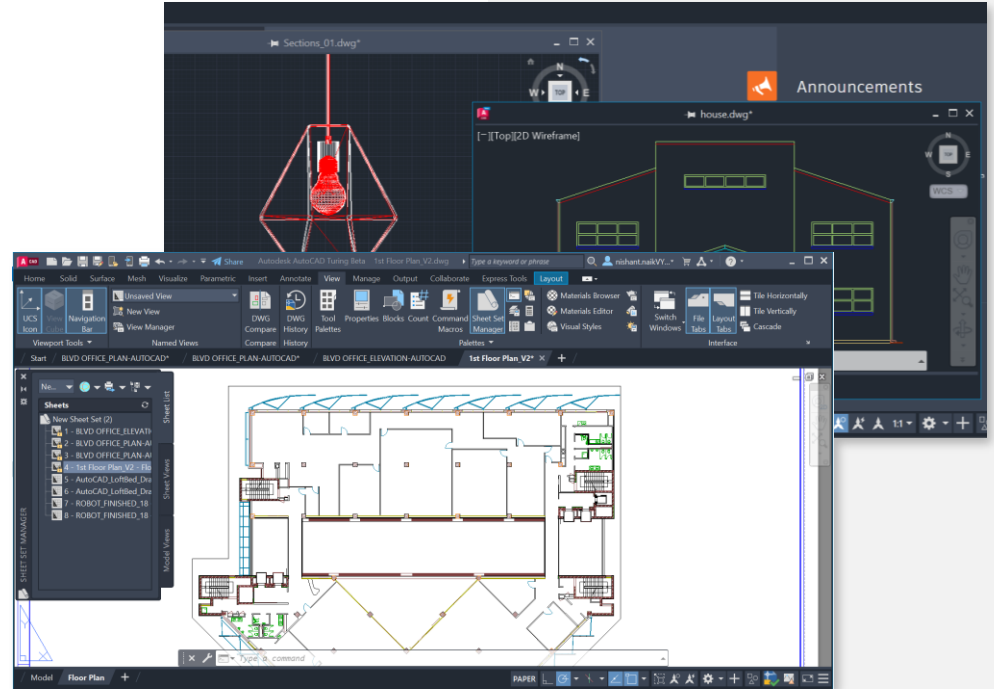 Sections_01.dwg*
N
W TOP E
Announcements
house.dwg*
[−][Top][2D Wireframe]
N
W TOP E
S
WCS
A CAD Share Autodesk AutoCAD Turing Beta 1st Floor Plan_V2.dwg Type a keyword or phrase nishant.naikVY...
Home Solid Surface Mesh Visualize Parametric Insert Annotate View Manage Output Collaborate Express Tools Layout
UCS Icon
View Cube
Navigation Bar
Unsaved View
New View
View Manager
DWG Compare
DWG History
Tool Palettes
Properties
Blocks
Count
Command Macros
Sheet Set Manager
Materials Browser
Materials Editor
Visual Styles
Switch Windows
File Tabs
Layout Tabs
Tile Horizontally
Tile Vertically
Cascade
Viewport Tools Named Views Compare History Palettes Interface
Start BLVD OFFICE_PLAN-AUTOCAD* BLVD OFFICE_PLAN-AUTOCAD* BLVD OFFICE_ELEVATION-AUTOCAD 1st Floor Plan_V2*
Ne...
Sheets
New Sheet Set (2)
1 - BLVD OFFICE_ELEVATI
2 - BLVD OFFICE_PLAN-AU
3 - BLVD OFFICE_PLAN-AU
4 - 1st Floor Plan_V2 - Flo
5 - AutoCAD_LoftBed_Dra
6 - AutoCAD_LoftBed_Dra
7 - ROBOT_FINISHED_18
8 - ROBOT_FINISHED_18
Sheet List
Sheet Views
Model Views
SHEET SET MANAGER
1:1
Y
X
Type a command
Model Floor Plan
PAPER